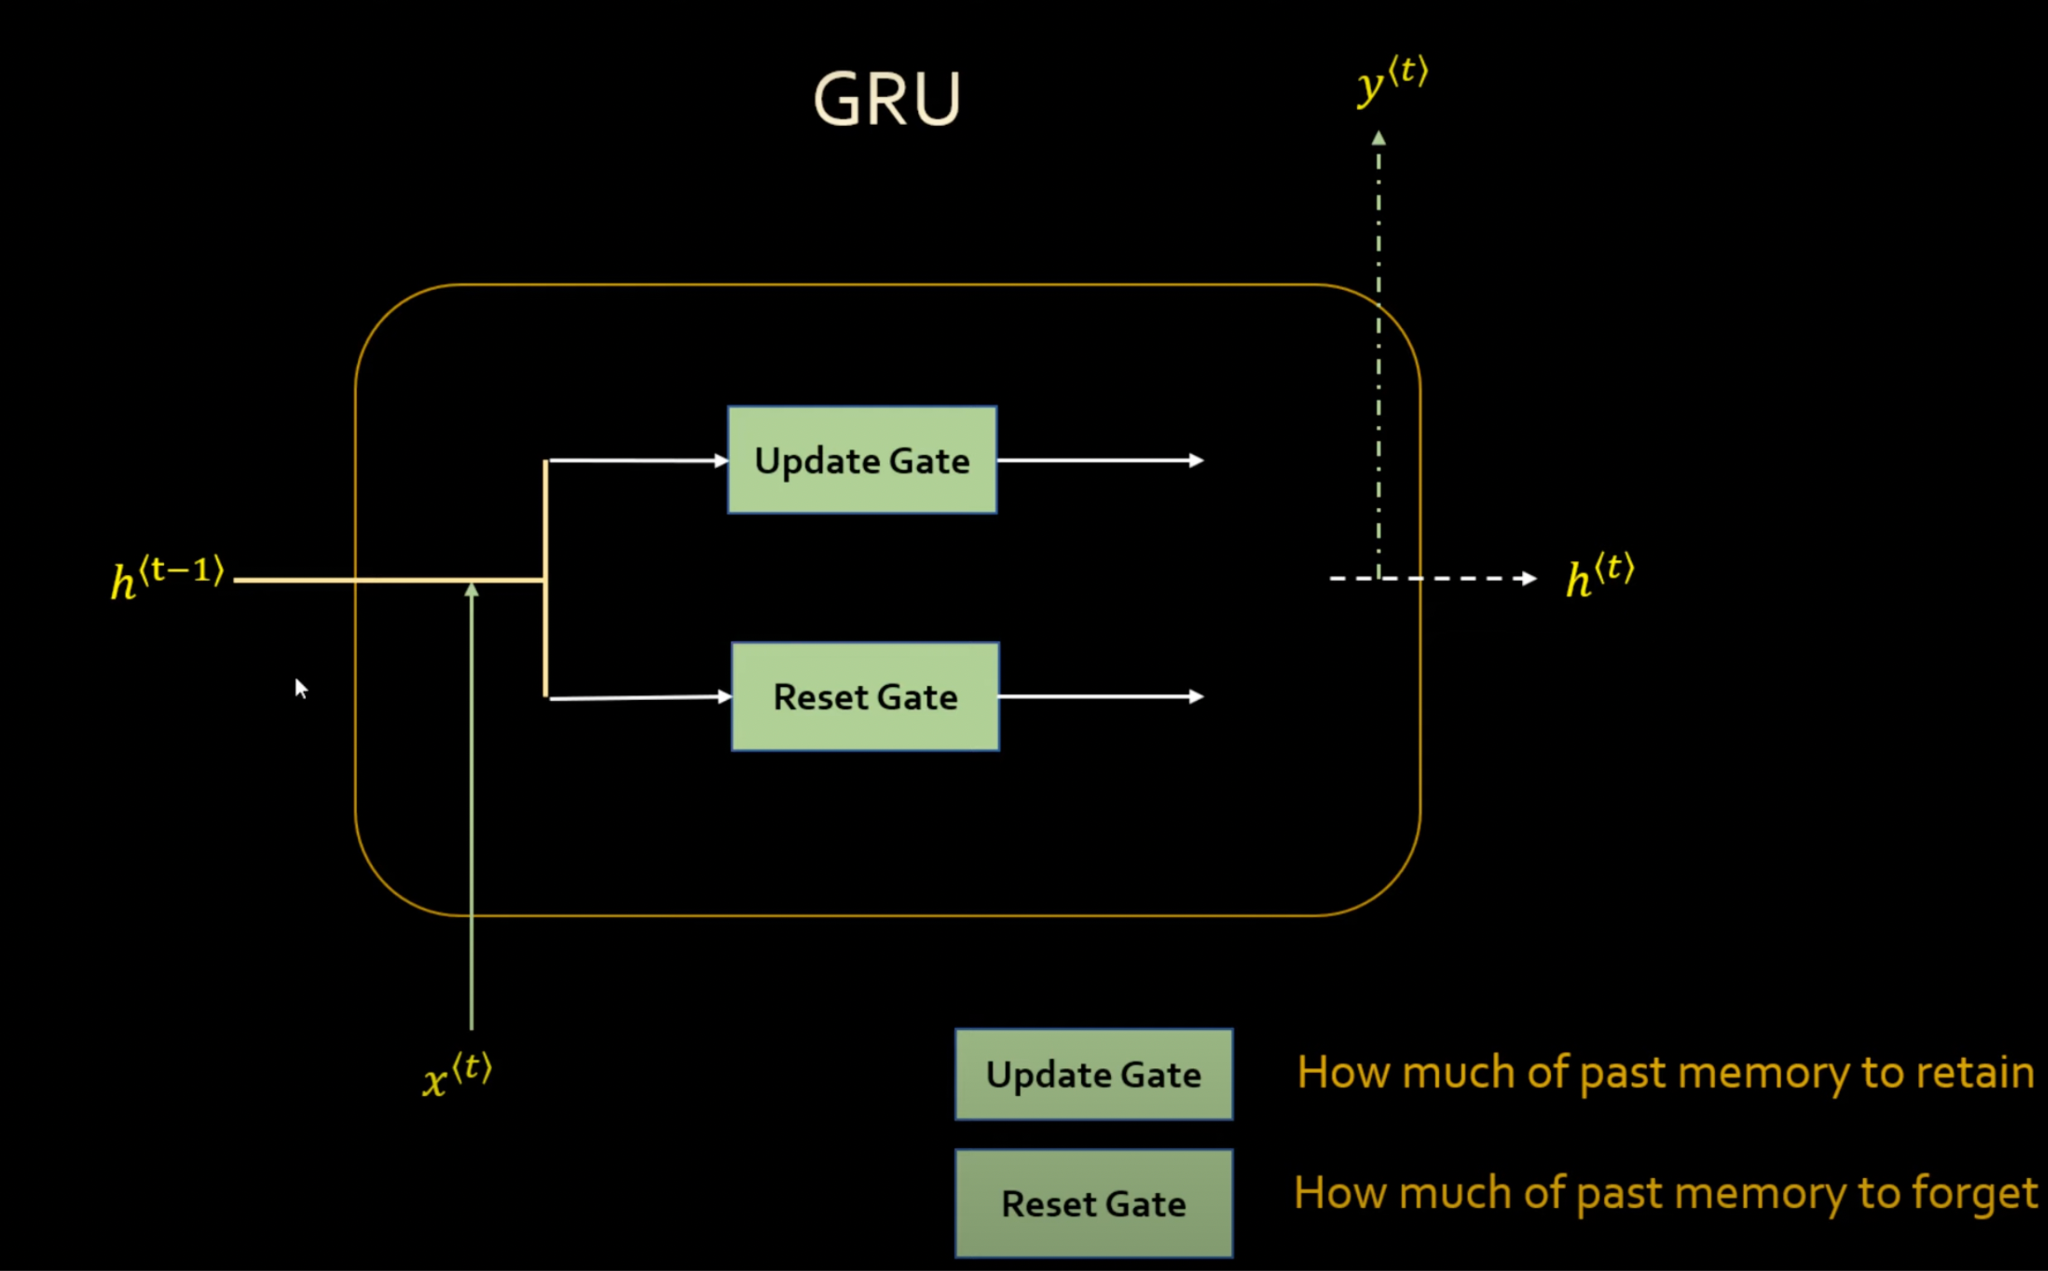 GRU
y⟨t⟩
Update Gate
h⟨t−1⟩
h⟨t⟩
Reset Gate
x⟨t⟩
Update Gate How much of past memory to retain
Reset Gate How much of past memory to forget